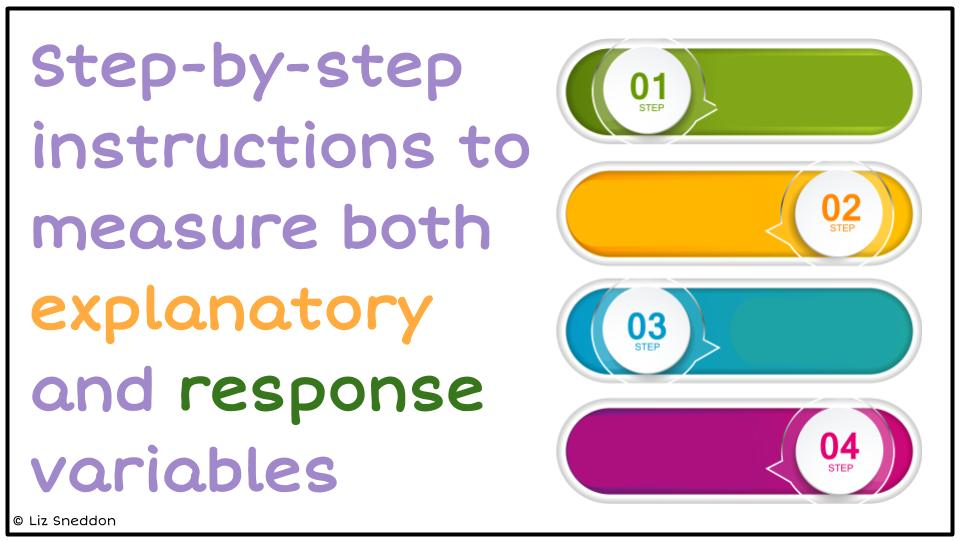 Step-by-step
instructions to
measure both
explanatory
and response
variables
01
STEP
02
STEP
03
STEP
04
STEP
© Liz Sneddon